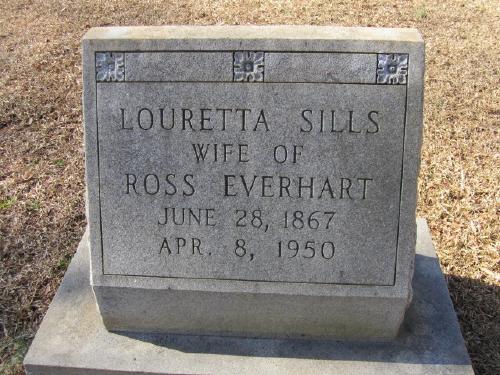 LOURETTA SILLS
WIFE OF
ROSS EVERHART
JUNE 28, 1867
APR. 8, 1950